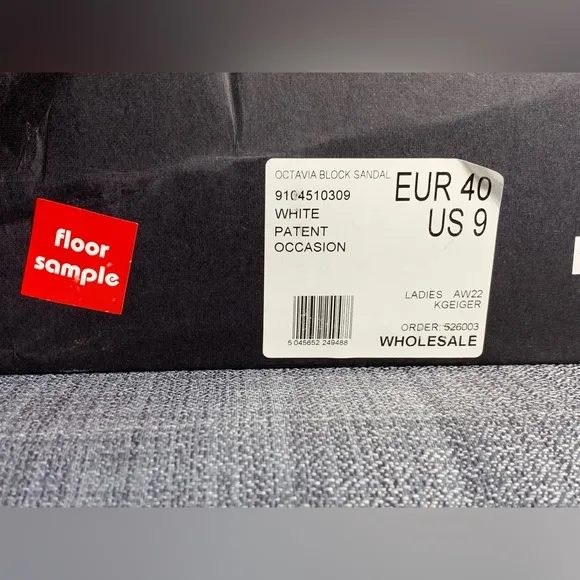 floor
sample
OCTAVIA BLOCK SANDAL
9104510309
WHITE
PATENT
OCCASION
EUR 40
US 9
LADIES AW22
KGEIGER
ORDER: 526003
WHOLESALE
5 045652 249486